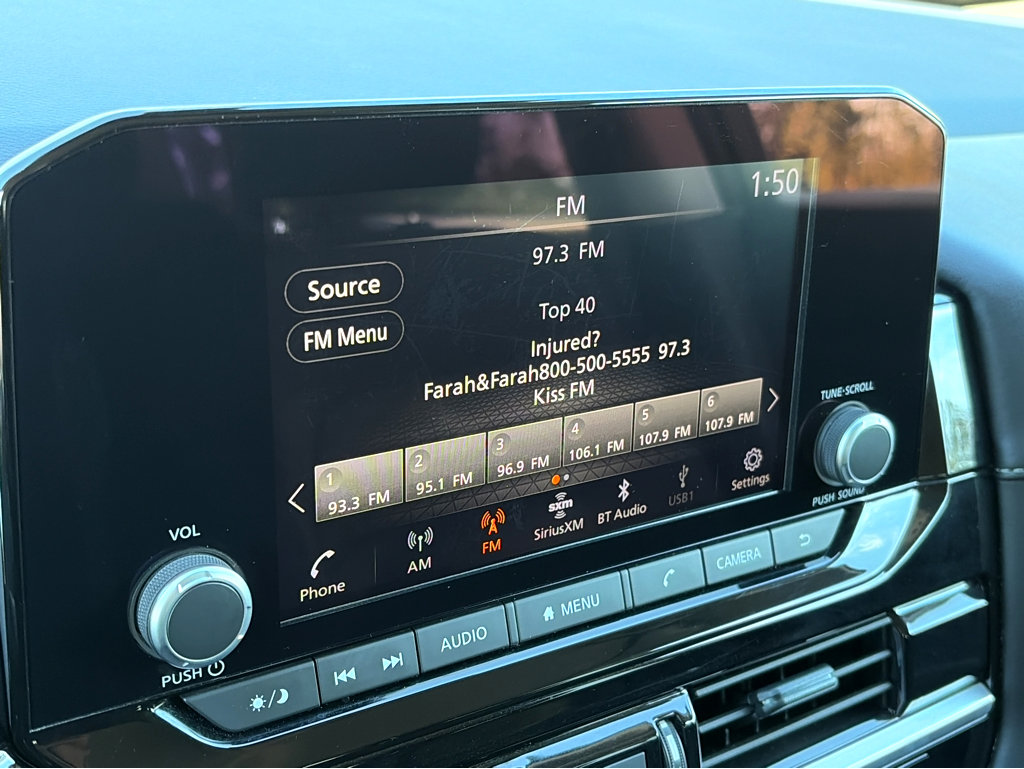 1:50
FM
97.3 FM
Source
Top 40
FM Menu
Injured?
Farah&Farah800-500-5555 97.3
Kiss FM
1 93.3 FM
2 95.1 FM
3 96.9 FM
4 106.1 FM
5 107.9 FM
6 107.9 FM
Phone
AM
FM
sxm
SiriusXM
BT Audio
USB1
Settings
TUNE·SCROLL
PUSH SOUND
VOL
PUSH
AUDIO
MENU
CAMERA